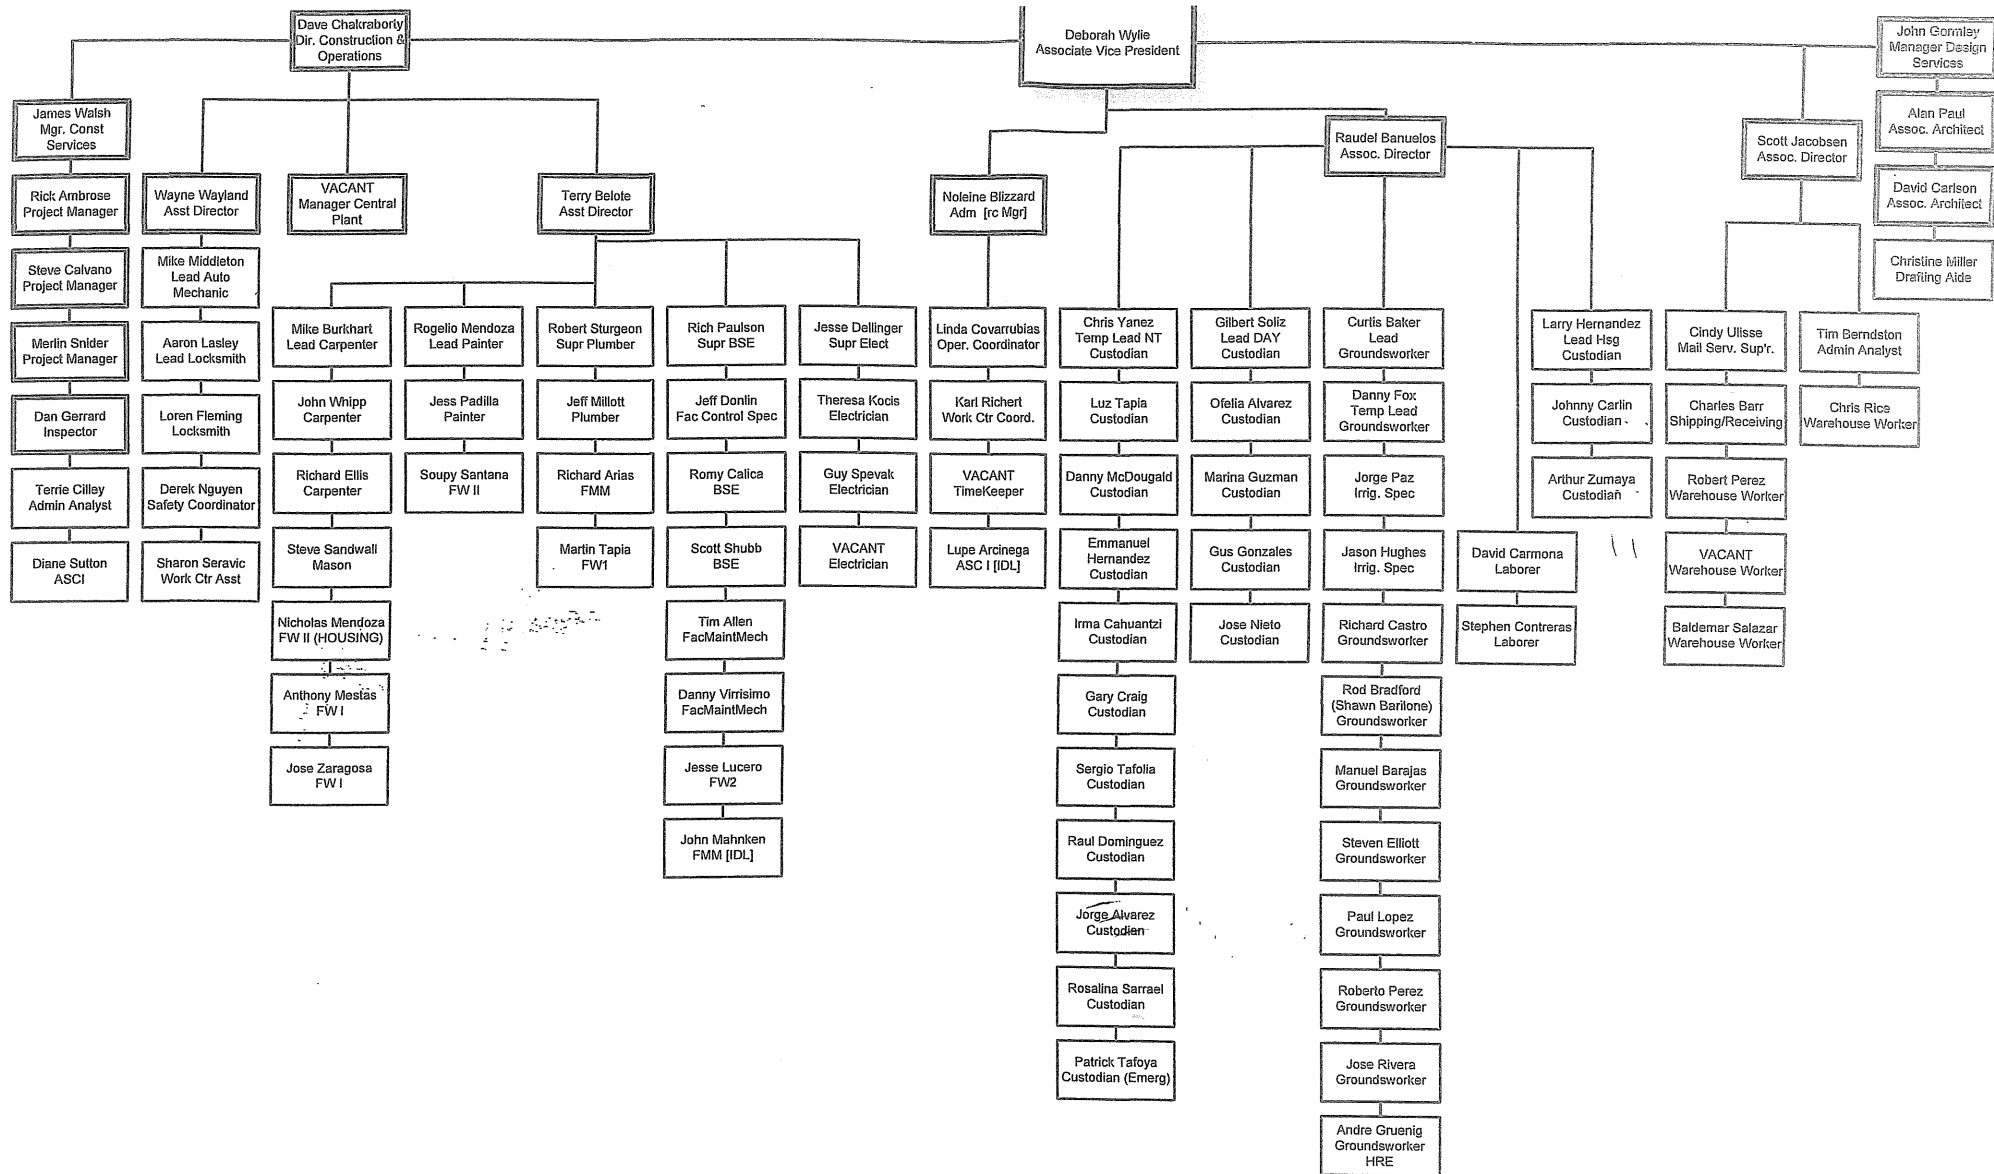 Dave Chakraborly
Dir. Construction &
Operations
Deborah Wylie
Associate Vice President
John Gormley
Manager Design
Services
James Walsh
Mgr. Const
Services
Rick Ambrose
Project Manager
Steve Calvano
Project Manager
Merlin Snider
Project Manager
Dan Gerrard
Inspector
Terrie Cilley
Admin Analyst
Diane Sutton
ASCI
Wayne Wayland
Asst Director
Mike Middleton
Lead Auto
Mechanic
Aaron Lasley
Lead Locksmith
Loren Fleming
Locksmith
Derek Nguyen
Safety Coordinator
Sharon Seravic
Work Ctr Asst
VACANT
Manager Central
Plant
Terry Belote
Asst Director
Mike Burkhart
Lead Carpenter
John Whipp
Carpenter
Richard Ellis
Carpenter
Steve Sandwall
Mason
Nicholas Mendoza
FW II (HOUSING)
Anthony Mestas
FW I
Jose Zaragosa
FW I
Rogelio Mendoza
Lead Painter
Jess Padilla
Painter
Soupy Santana
FW II
Robert Sturgeon
Supr Plumber
Jeff Millott
Plumber
Richard Arias
FMM
Martin Tapia
FW1
Rich Paulson
Supr BSE
Jeff Donlin
Fac Control Spec
Romy Calica
BSE
Scott Shubb
BSE
Tim Allen
FacMaintMech
Danny Virrisimo
FacMaintMech
Jesse Lucero
FW2
John Mahnken
FMM [IDL]
Jesse Dellinger
Supr Elect
Theresa Kocis
Electrician
Guy Spevak
Electrician
VACANT
Electrician
Noleine Blizzard
Adm [rc Mgr]
Linda Covarrubias
Oper. Coordinator
Karl Richert
Work Ctr Coord.
VACANT
TimeKeeper
Lupe Arcinega
ASC I [IDL]
Raudel Banuelos
Assoc. Director
Chris Yanez
Temp Lead NT
Custodian
Luz Tapia
Custodian
Danny McDougald
Custodian
Emmanuel
Hernandez
Custodian
Irma Cahuantzi
Custodian
Gary Craig
Custodian
Sergio Tafolia
Custodian
Raul Dominguez
Custodian
Jorge Alvarez
Custodian
Rosalina Sarrael
Custodian
Patrick Tafoya
Custodian (Emerg)
Gilbert Soliz
Lead DAY
Custodian
Ofelia Alvarez
Custodian
Marina Guzman
Custodian
Gus Gonzales
Custodian
Jose Nieto
Custodian
Curtis Baker
Lead
Groundsworker
Danny Fox
Temp Lead
Groundsworker
Jorge Paz
Irrig. Spec
Jason Hughes
Irrig. Spec
Richard Castro
Groundsworker
Rod Bradford
(Shawn Barilone)
Groundsworker
Manuel Barajas
Groundsworker
Steven Elliott
Groundsworker
Paul Lopez
Groundsworker
Roberto Perez
Groundsworker
Jose Rivera
Groundsworker
Andre Gruenig
Groundsworker
HRE
David Carmona
Laborer
Stephen Contreras
Laborer
Larry Hernandez
Lead Hsg
Custodian
Johnny Carlin
Custodian
Arthur Zumaya
Custodian
Scott Jacobsen
Assoc. Director
Cindy Ulisse
Mail Serv. Sup'r.
Charles Barr
Shipping/Receiving
Robert Perez
Warehouse Worker
VACANT
Warehouse Worker
Baldemar Salazar
Warehouse Worker
Tim Berndston
Admin Analyst
Chris Rice
Warehouse Worker
Alan Paul
Assoc. Architect
David Carlson
Assoc. Architect
Christine Miller
Drafting Aide